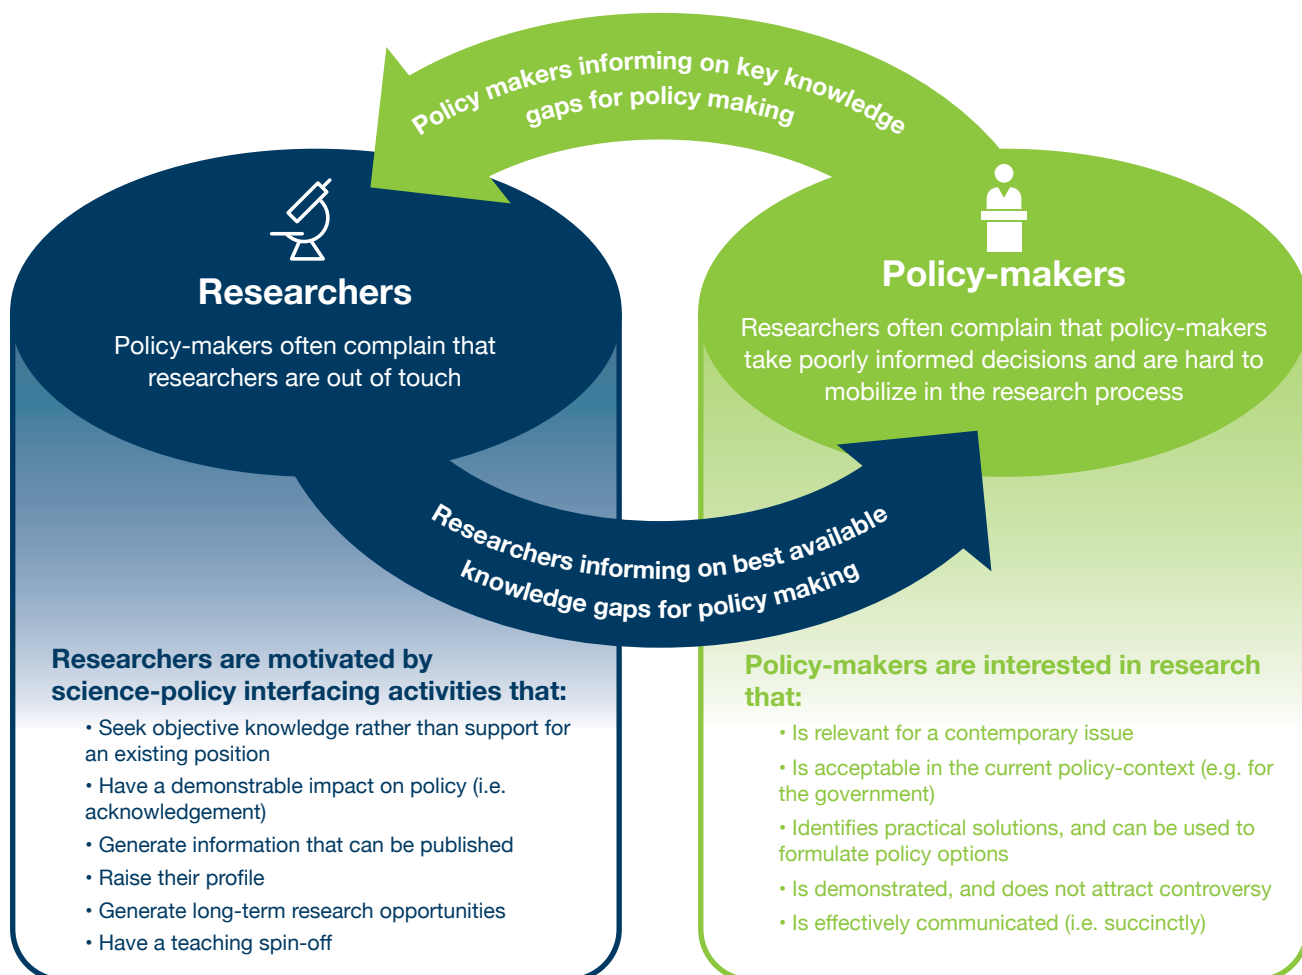 Policy makers informing on key knowledge
gaps for policy making
Researchers
Policy-makers often complain that
researchers are out of touch
Policy-makers
Researchers often complain that policy-makers
take poorly informed decisions and are hard to
mobilize in the research process
Researchers informing on best available
knowledge gaps for policy making
Researchers are motivated by
science-policy interfacing activities that:
• Seek objective knowledge rather than support for
an existing position
• Have a demonstrable impact on policy (i.e.
acknowledgement)
• Generate information that can be published
• Raise their profile
• Generate long-term research opportunities
• Have a teaching spin-off
Policy-makers are interested in research
that:
• Is relevant for a contemporary issue
• Is acceptable in the current policy-context (e.g. for
the government)
• Identifies practical solutions, and can be used to
formulate policy options
• Is demonstrated, and does not attract controversy
• Is effectively communicated (i.e. succinctly)